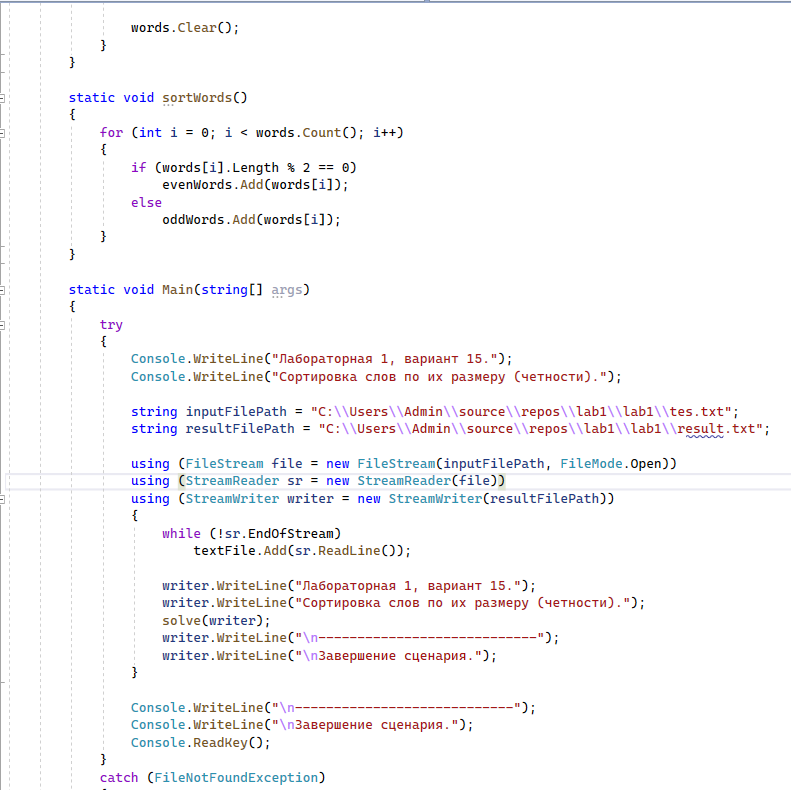 words.Clear();
}
}
static void sortWords()
{
for (int i = 0; i < words.Count(); i++)
{
if (words[i].Length % 2 == 0)
evenWords.Add(words[i]);
else
oddWords.Add(words[i]);
}
}
static void Main(string[] args)
{
try
{
Console.WriteLine("Лабораторная 1, вариант 15.");
Console.WriteLine("Сортировка слов по их размеру (четности).");
string inputFilePath = "C:\\Users\\Admin\\source\\repos\\lab1\\lab1\\tes.txt";
string resultFilePath = "C:\\Users\\Admin\\source\\repos\\lab1\\lab1\\result.txt";
using (FileStream file = new FileStream(inputFilePath, FileMode.Open))
using (StreamReader sr = new StreamReader(file))
using (StreamWriter writer = new StreamWriter(resultFilePath))
{
while (!sr.EndOfStream)
textFile.Add(sr.ReadLine());
writer.WriteLine("Лабораторная 1, вариант 15.");
writer.WriteLine("Сортировка слов по их размеру (четности).");
solve(writer);
writer.WriteLine("\n----------------------------");
writer.WriteLine("\nЗавершение сценария.");
}
Console.WriteLine("\n----------------------------");
Console.WriteLine("\nЗавершение сценария.");
Console.ReadKey();
}
catch (FileNotFoundException)